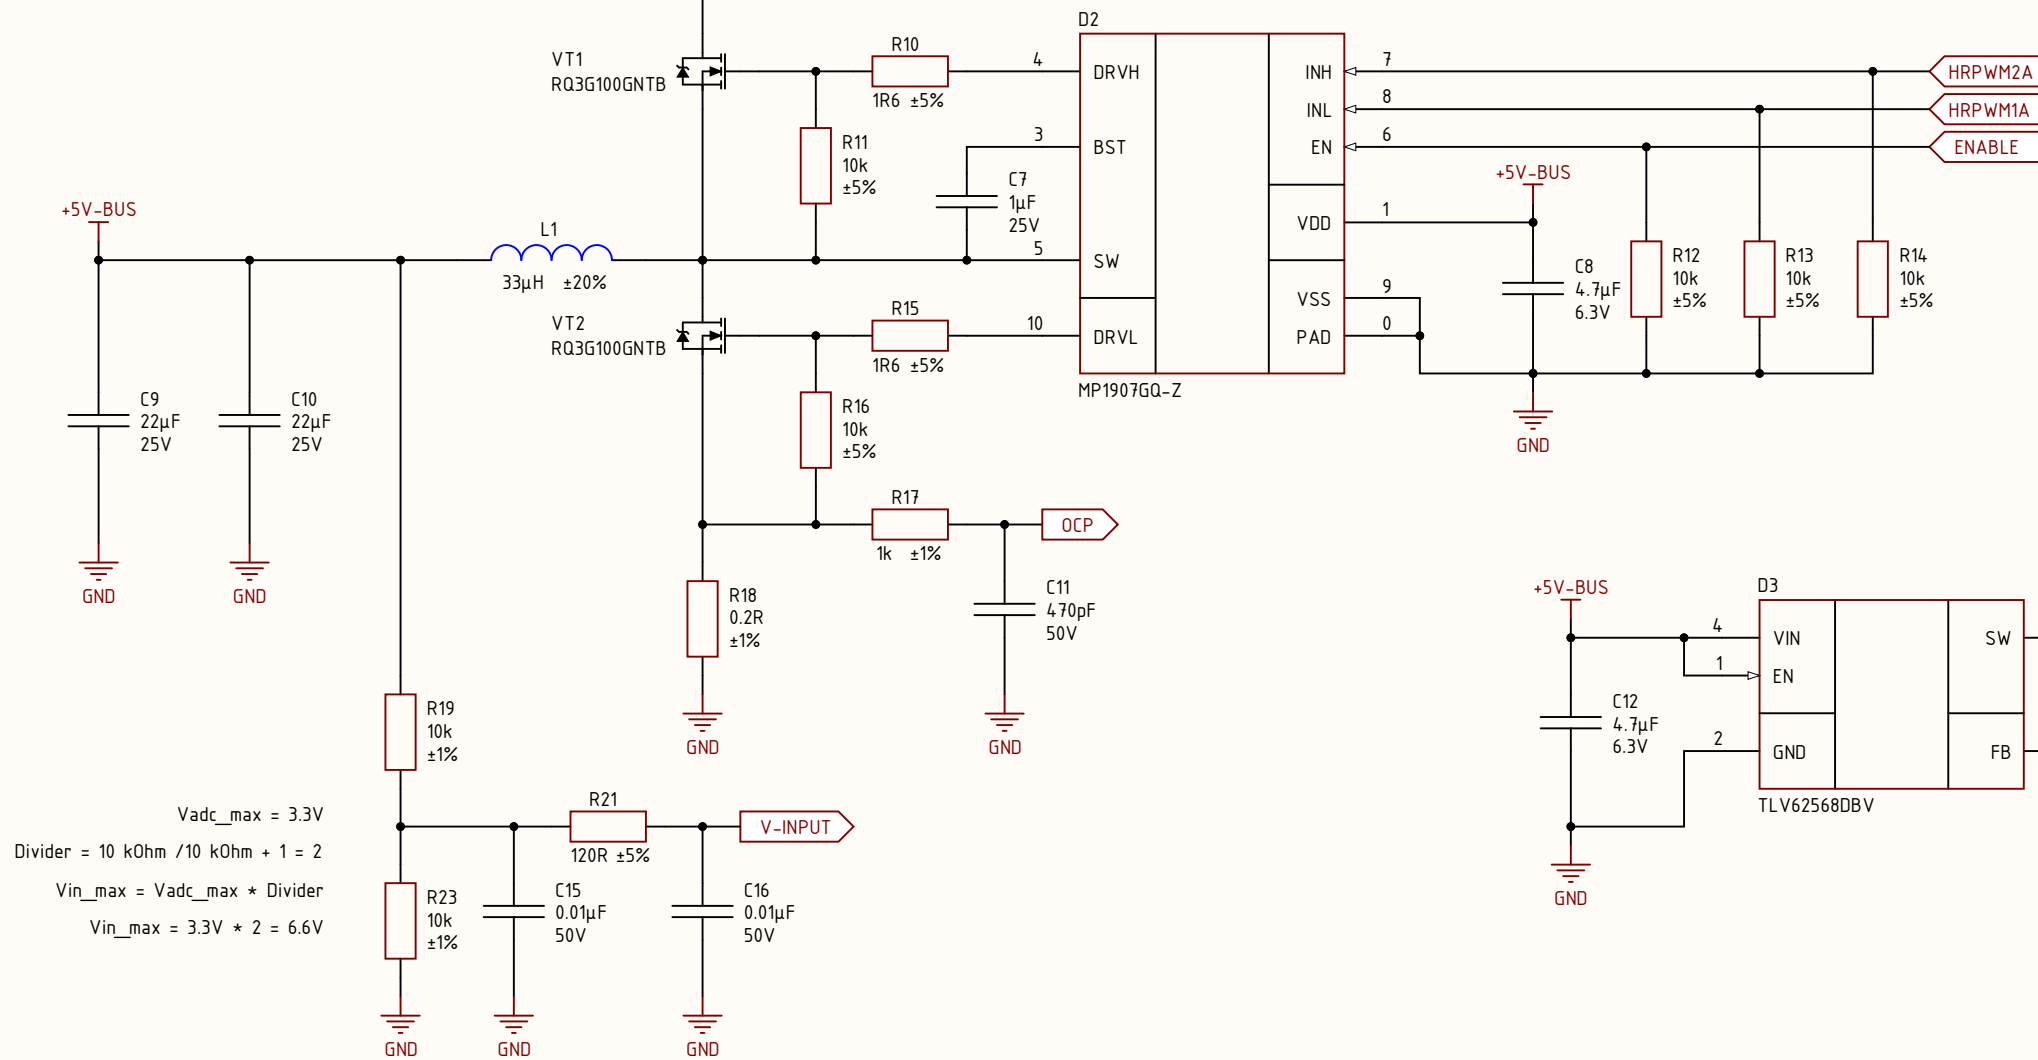 D2
VT1
RQ3G100GNTB
R10
1R6 ±5%
4
DRVH
INH
7
HRPWM2A
INL
8
HRPWM1A
3
BST
EN
6
ENABLE
R11
10k
±5%
C7
1µF
25V
+5V-BUS
VDD
1
+5V-BUS
L1
33µH ±20%
5
SW
C8
4.7µF
6.3V
R12
10k
±5%
R13
10k
±5%
R14
10k
±5%
VSS
9
VT2
RQ3G100GNTB
R15
1R6 ±5%
10
DRVL
PAD
0
MP1907GQ-Z
GND
C9
22µF
25V
C10
22µF
25V
R16
10k
±5%
R17
1k ±1%
OCP
GND
GND
R18
0.2R
±1%
C11
470pF
50V
GND
GND
+5V-BUS
D3
4
VIN
SW
1
EN
C12
4.7µF
6.3V
2
GND
FB
TLV62568DBV
GND
R19
10k
±1%
Vadc_max = 3.3V
Divider = 10 kOhm /10 kOhm + 1 = 2
Vin_max = Vadc_max * Divider
Vin_max = 3.3V * 2 = 6.6V
R21
120R ±5%
V-INPUT
R23
10k
±1%
C15
0.01µF
50V
C16
0.01µF
50V
GND
GND
GND